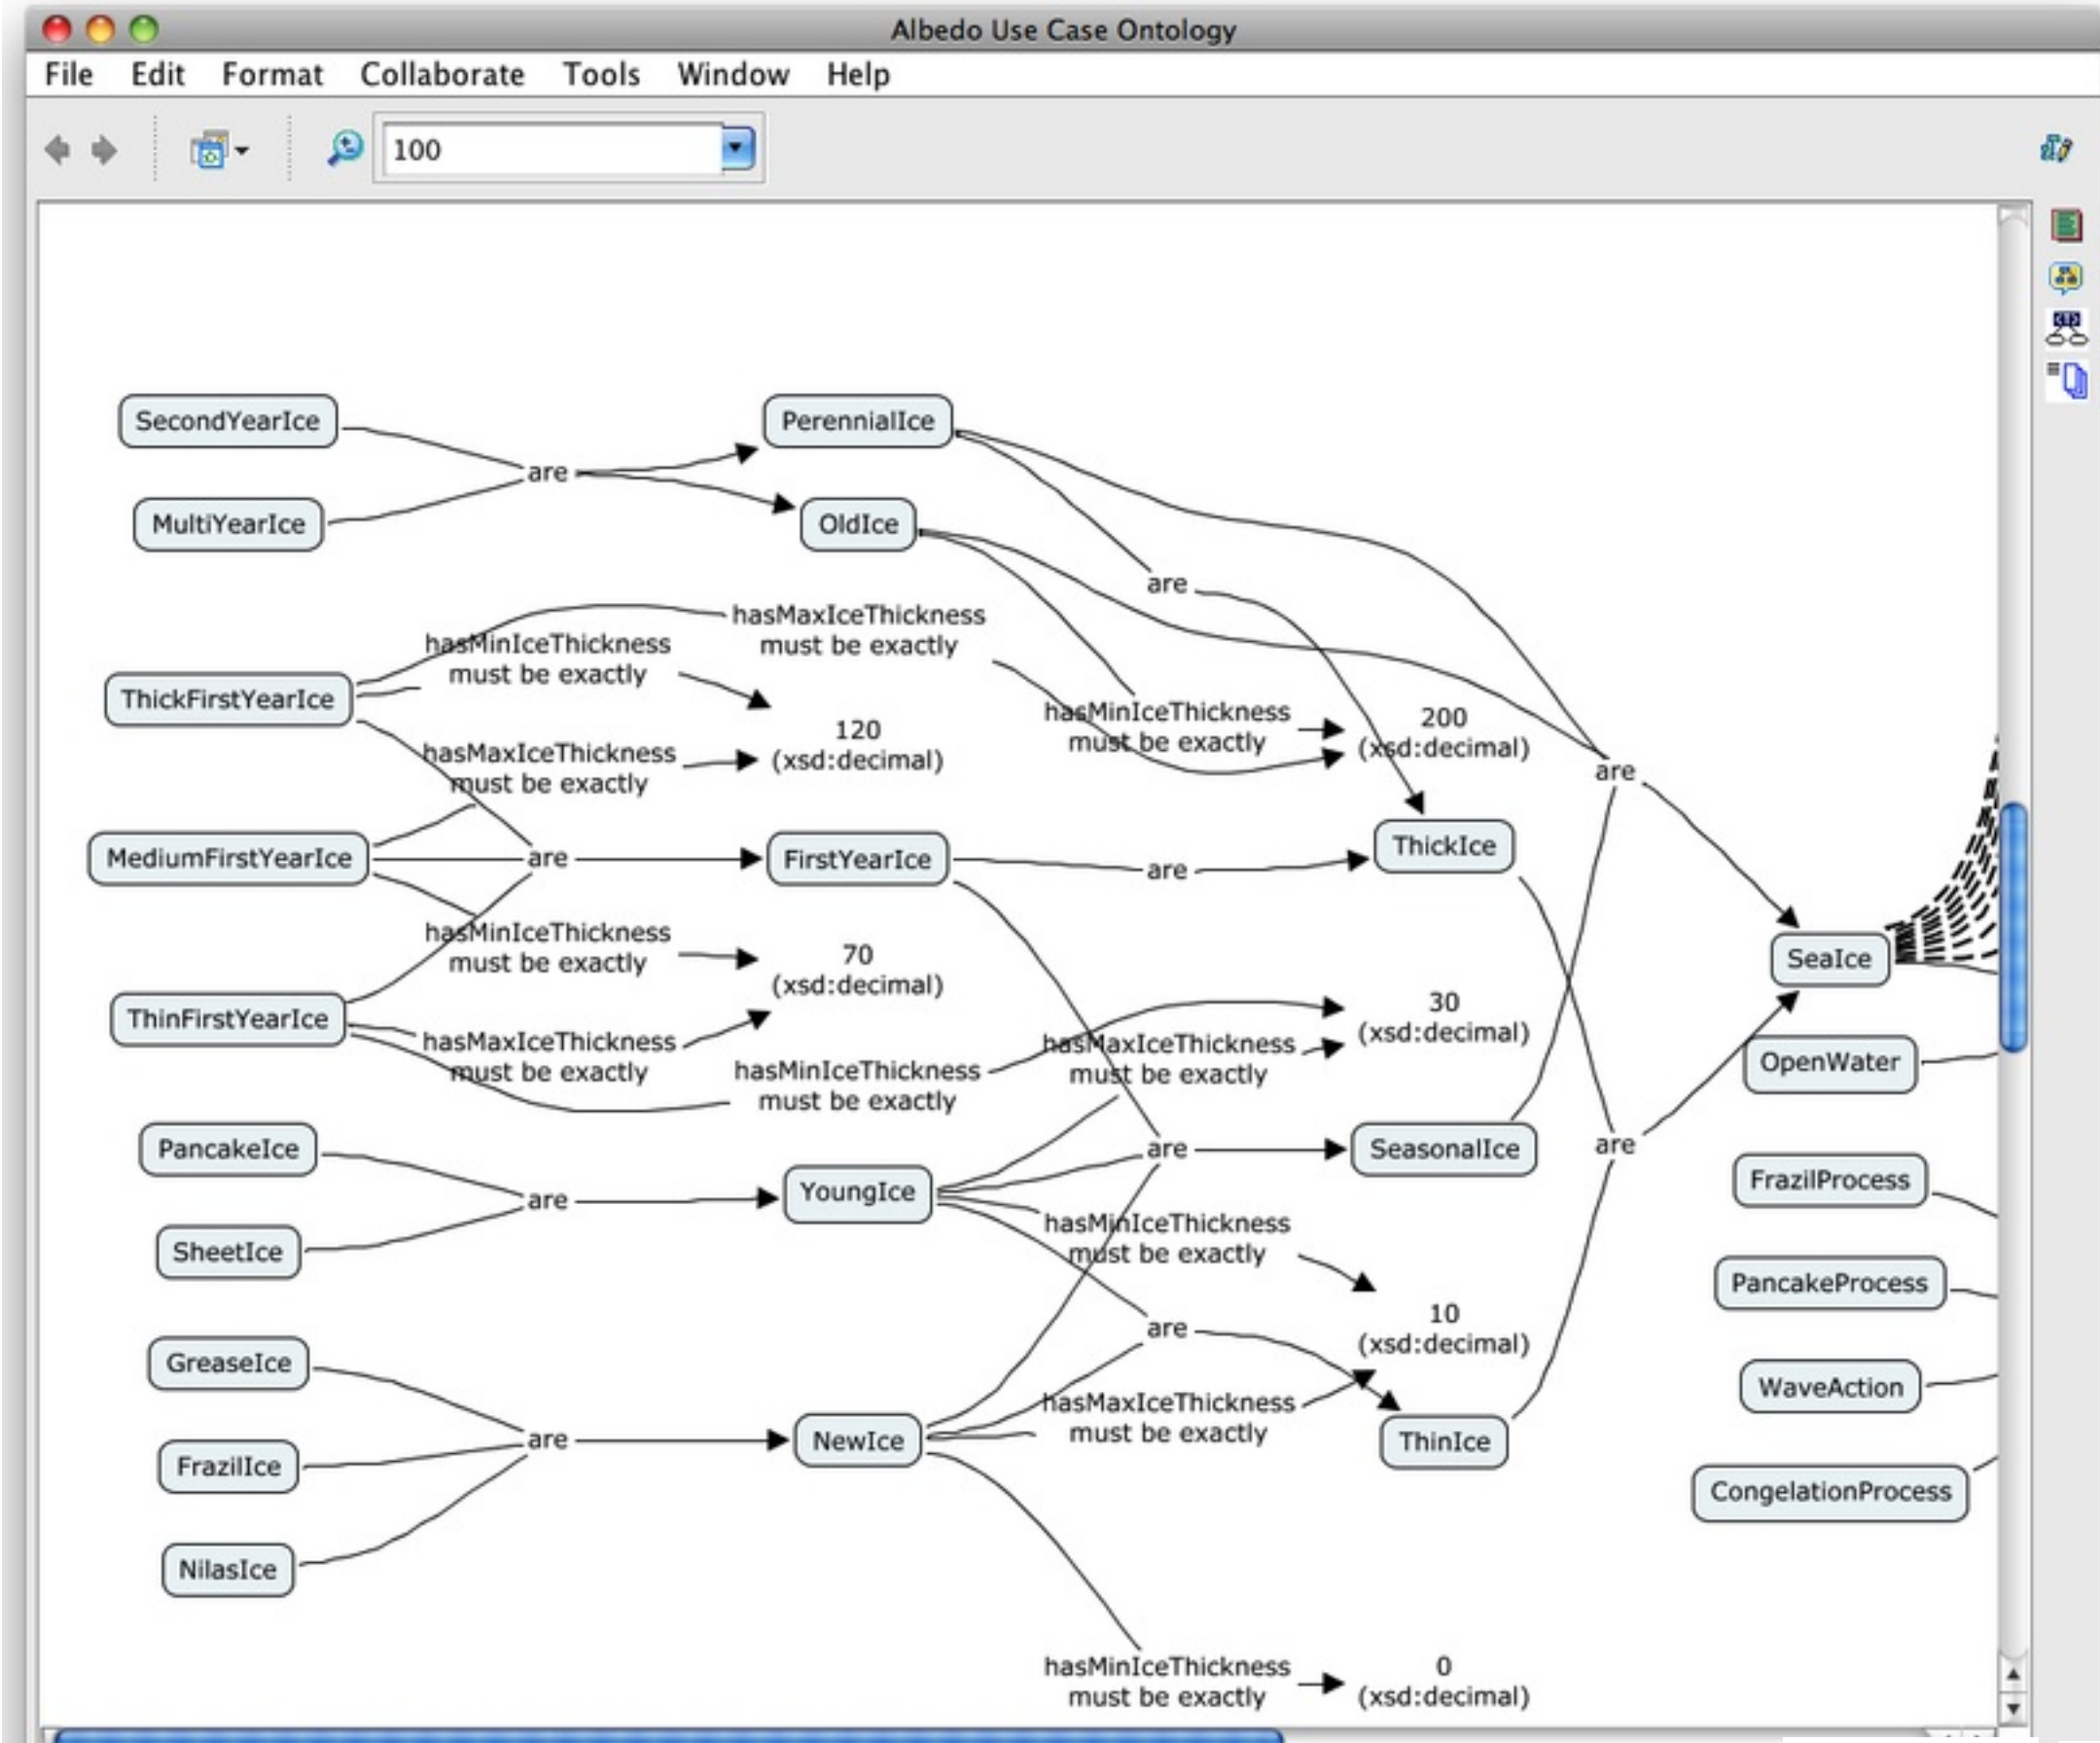 Albedo Use Case Ontology
File Edit Format Collaborate Tools Window Help
100
SecondYearIce
PerennialIce
are
MultiYearIce
OldIce
are
hasMaxIceThickness
must be exactly
hasMinIceThickness
must be exactly
ThickFirstYearIce
hasMinIceThickness
must be exactly
200
(xsd:decimal)
120
(xsd:decimal)
hasMaxIceThickness
must be exactly
are
MediumFirstYearIce
are
FirstYearIce
are
ThickIce
hasMinIceThickness
must be exactly
70
(xsd:decimal)
SeaIce
ThinFirstYearIce
hasMaxIceThickness
must be exactly
hasMinIceThickness
must be exactly
30
(xsd:decimal)
hasMaxIceThickness
must be exactly
OpenWater
PancakeIce
are
SeasonalIce
are
FrazilProcess
are
YoungIce
SheetIce
hasMinIceThickness
must be exactly
PancakeProcess
10
(xsd:decimal)
are
GreaseIce
WaveAction
hasMaxIceThickness
must be exactly
are
NewIce
ThinIce
FrazilIce
CongelationProcess
NilasIce
hasMinIceThickness
must be exactly
0
(xsd:decimal)